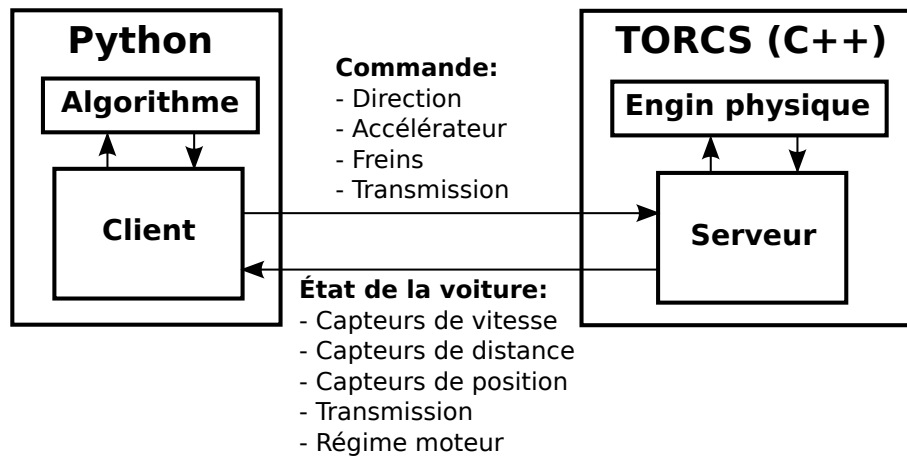 Python
Algorithme
Client
Commande:
- Direction
- Accélérateur
- Freins
- Transmission
État de la voiture:
- Capteurs de vitesse
- Capteurs de distance
- Capteurs de position
- Transmission
- Régime moteur
TORCS (C++)
Engin physique
Serveur